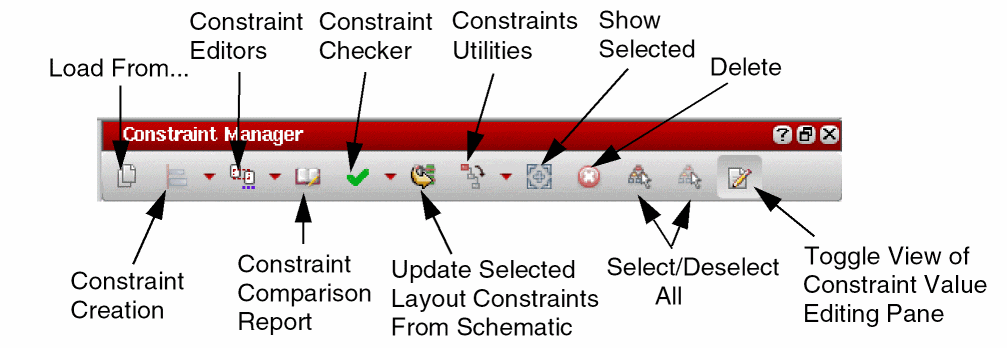 Load From...
Constraint
Editors
Constraint
Checker
Constraints
Utilities
Show
Selected
Delete
Constraint Manager
Constraint
Creation
Constraint
Comparison
Report
Update Selected
Layout Constraints
From Schematic
Select/Deselect
All
Toggle View of
Constraint Value
Editing Pane